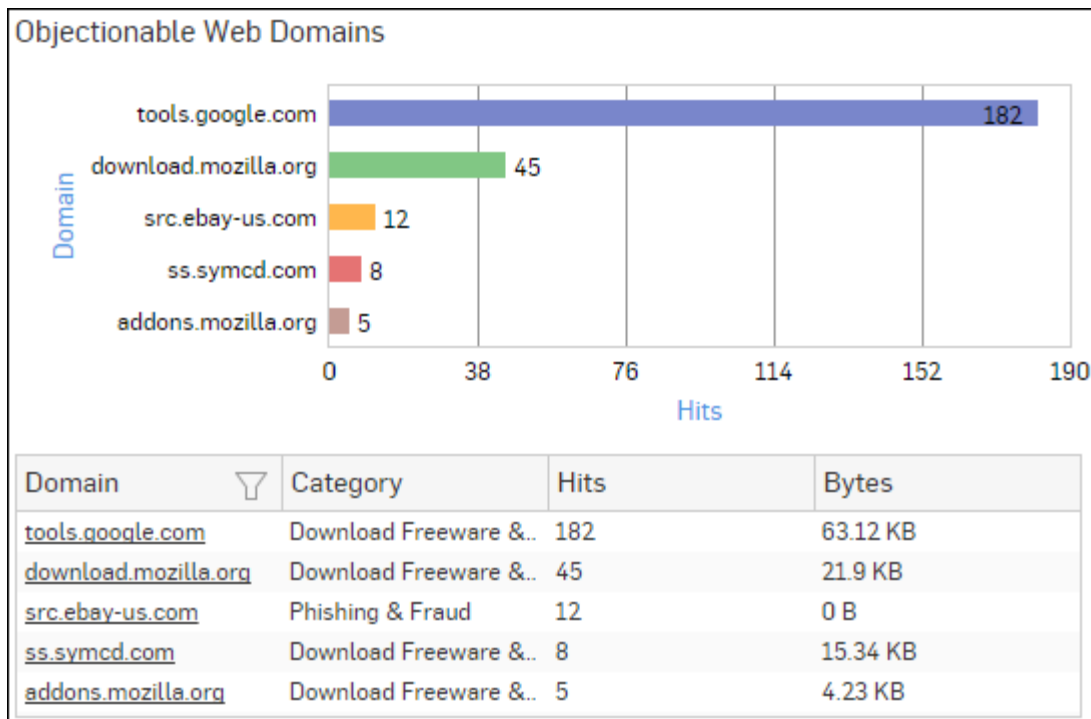 Objectionable Web Domains
tools.google.com 182
download.mozilla.org 45
Domain
src.ebay-us.com 12
ss.symcd.com 8
addons.mozilla.org 5
0 38 76 114 152 190
Hits
Domain Category Hits Bytes
tools.google.com Download Freeware &.. 182 63.12 KB
download.mozilla.org Download Freeware &.. 45 21.9 KB
src.ebay-us.com Phishing & Fraud 12 0 B
ss.symcd.com Download Freeware &.. 8 15.34 KB
addons.mozilla.org Download Freeware &.. 5 4.23 KB